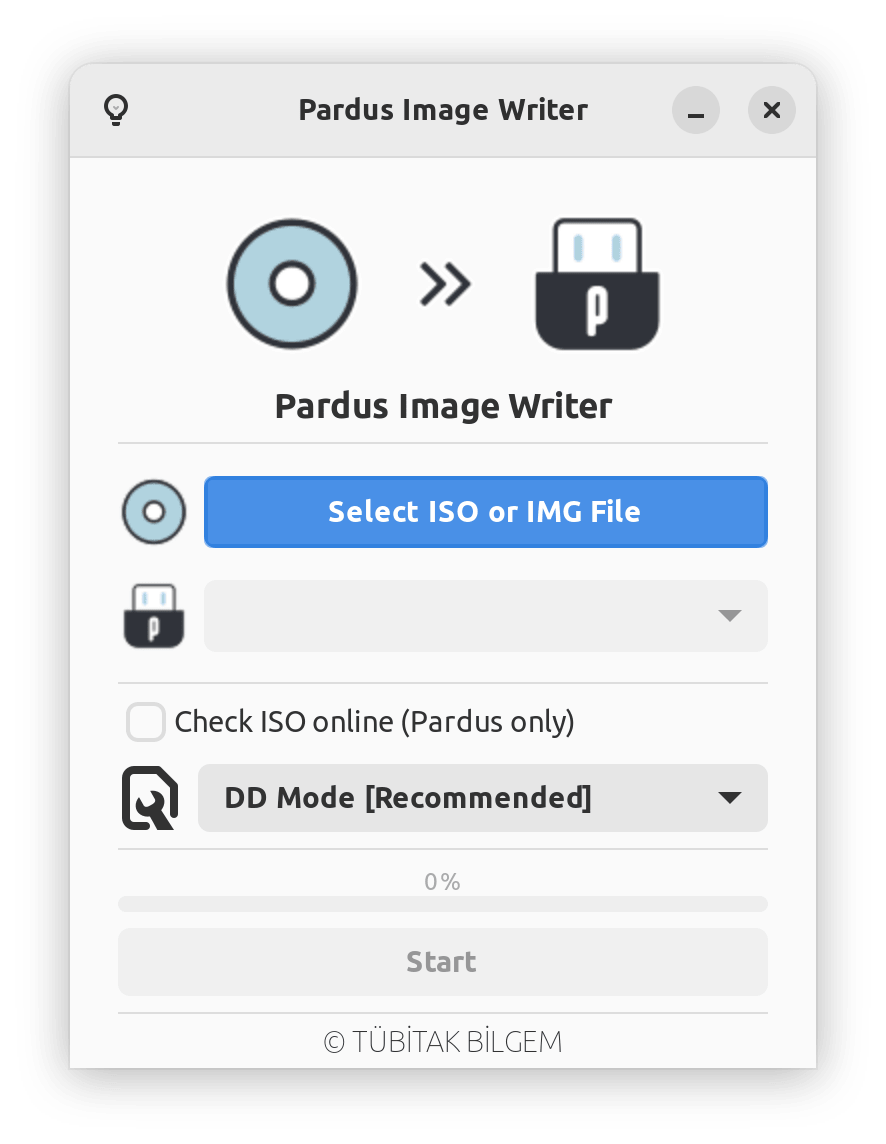 Pardus Image Writer
Pardus Image Writer
Select ISO or IMG File
Check ISO online (Pardus only)
DD Mode [Recommended]
0%
Start
© TÜBİTAK BİLGEM